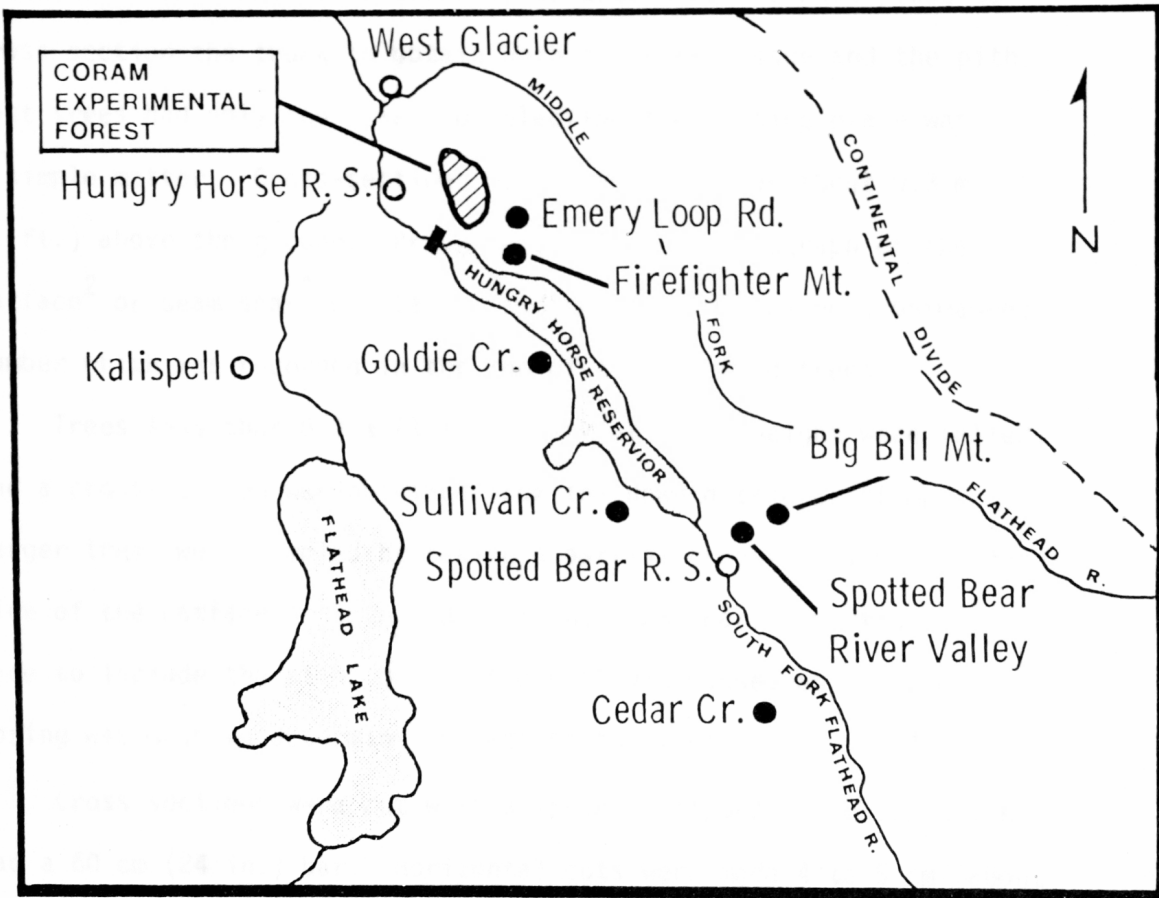 West Glacier
CORAM
EXPERIMENTAL
FOREST
MIDDLE
FORK
CONTINENTAL
DIVIDE
N
Hungry Horse R. S.
Emery Loop Rd.
Firefighter Mt.
HUNGRY HORSE RESERVIOR
Kalispell
Goldie Cr.
Big Bill Mt.
FLATHEAD
R.
Sullivan Cr.
Spotted Bear R. S.
Spotted Bear
River Valley
FLATHEAD LAKE
SOUTH FORK FLATHEAD R.
Cedar Cr.